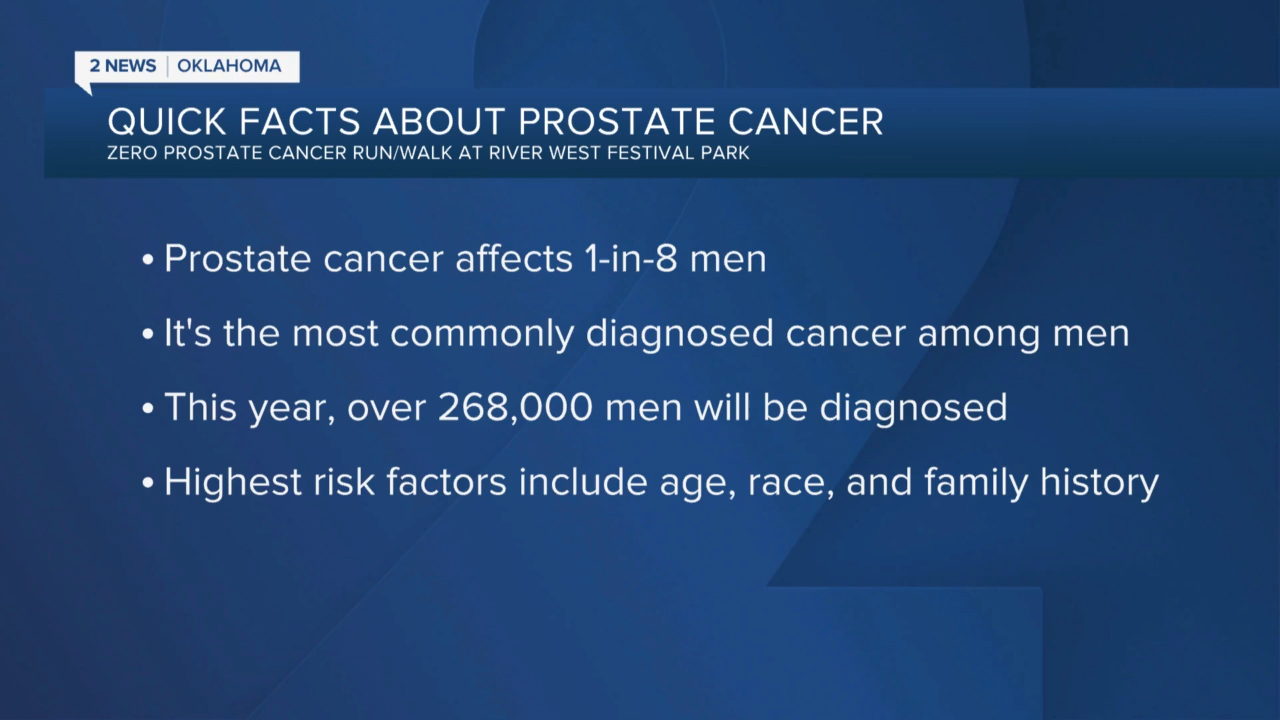 2 NEWS | OKLAHOMA
QUICK FACTS ABOUT PROSTATE CANCER
ZERO PROSTATE CANCER RUN/WALK AT RIVER WEST FESTIVAL PARK
• Prostate cancer affects 1-in-8 men
• It's the most commonly diagnosed cancer among men
• This year, over 268,000 men will be diagnosed
• Highest risk factors include age, race, and family history